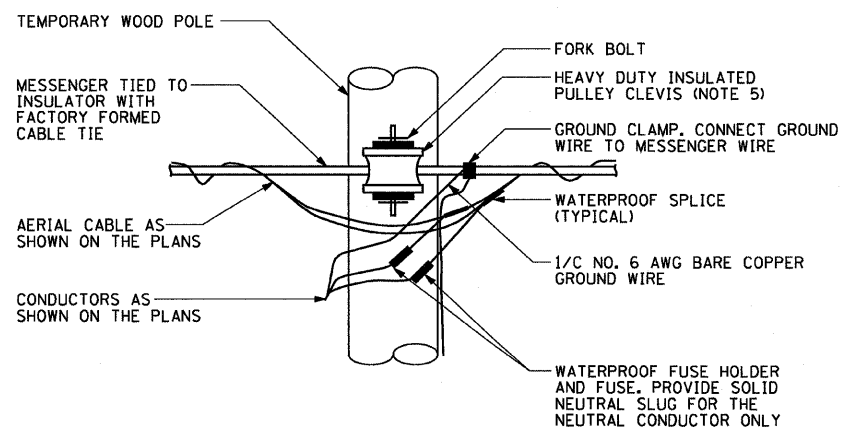 TEMPORARY WOOD POLE
MESSENGER TIED TO
INSULATOR WITH
FACTORY FORMED
CABLE TIE
AERIAL CABLE AS
SHOWN ON THE PLANS
CONDUCTORS AS
SHOWN ON THE PLANS
FORK BOLT
HEAVY DUTY INSULATED
PULLEY CLEVIS (NOTE 5)
GROUND CLAMP. CONNECT GROUND
WIRE TO MESSENGER WIRE
WATERPROOF SPLICE
(TYPICAL)
1/C NO. 6 AWG BARE COPPER
GROUND WIRE
WATERPROOF FUSE HOLDER
AND FUSE. PROVIDE SOLID
NEUTRAL SLUG FOR THE
NEUTRAL CONDUCTOR ONLY